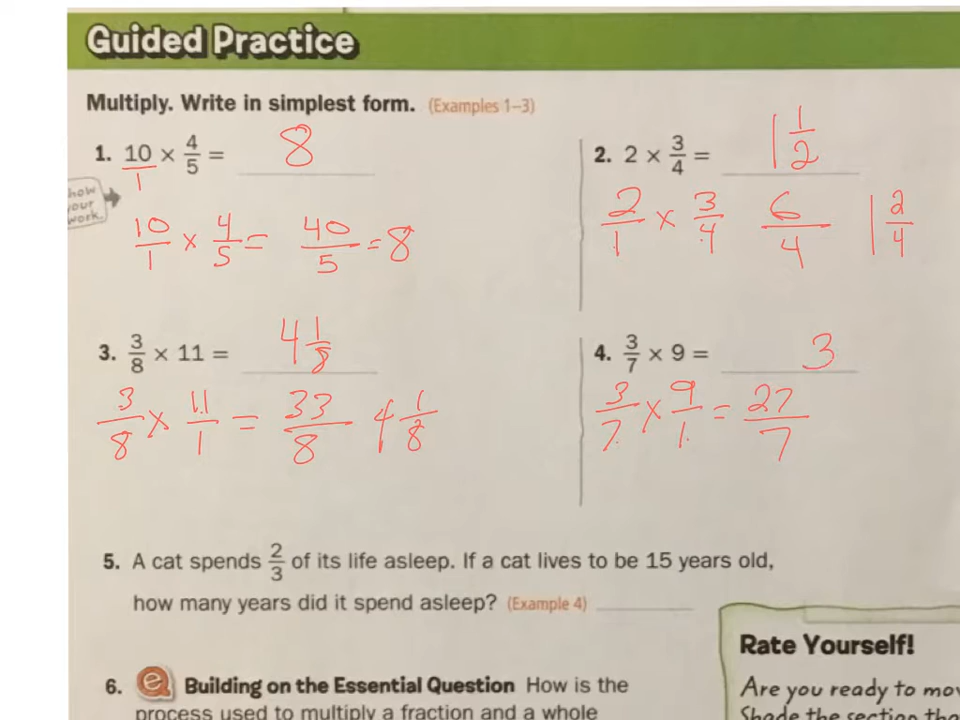 Guided Practice
Multiply. Write in simplest form. (Examples 1–3)
1. 10/1 × 4/5 = 8
how your work.
10/1 × 4/5 = 40/5 = 8
2. 2 × 3/4 = 1 1/2
2/1 × 3/4 6/4 1 2/4
3. 3/8 × 11 = 4 1/8
3/8 × 11/1 = 33/8 4 1/8
4. 3/7 × 9 = 3
3/7 × 9/1 = 27/7
5. A cat spends 2/3 of its life asleep. If a cat lives to be 15 years old,
how many years did it spend asleep? (Example 4)
6. e Building on the Essential Question How is the
process used to multiply a fraction and a whole
Rate Yourself!
Are you ready to mov
Shade the section tha